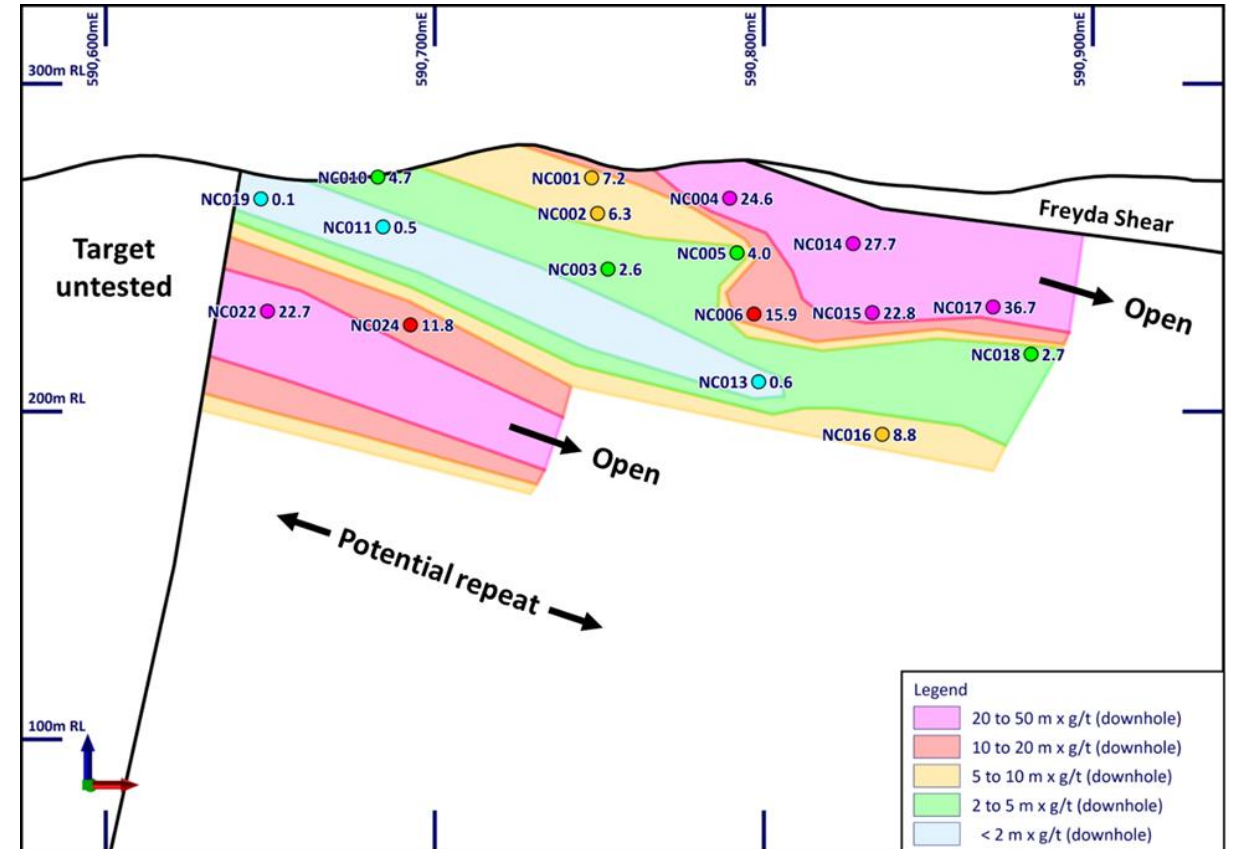 590,600mE
590,700mE
590,800mE
590,900mE
300m RL
NC010 4.7
NC001 7.2
NC019 0.1
NC004 24.6
NC002 6.3
Freyda Shear
NC011 0.5
Target
untested
NC014 27.7
NC005 4.0
NC003 2.6
NC022 22.7
NC024 11.8
NC006 15.9
NC015 22.8
NC017 36.7
Open
NC018 2.7
NC013 0.6
200m RL
NC016 8.8
Open
Potential repeat
100m RL
Legend
20 to 50 m x g/t (downhole)
10 to 20 m x g/t (downhole)
5 to 10 m x g/t (downhole)
2 to 5 m x g/t (downhole)
< 2 m x g/t (downhole)